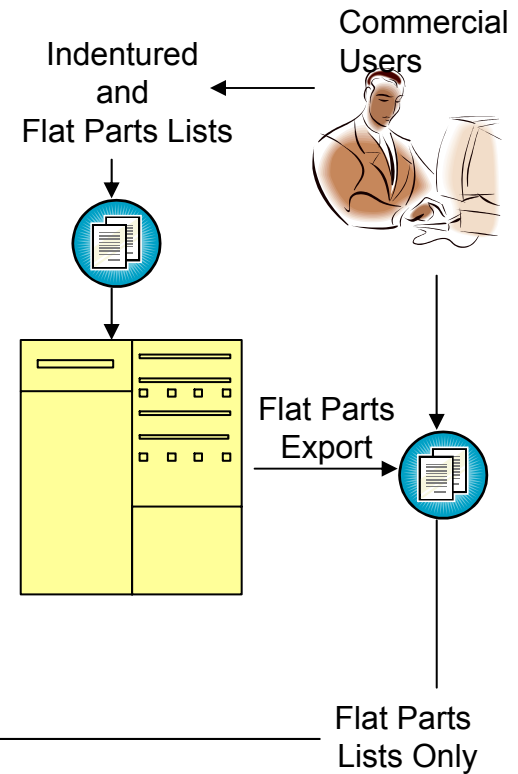 Commercial
Users
Indentured
and
Flat Parts Lists
Flat Parts
Export
Flat Parts
Lists Only